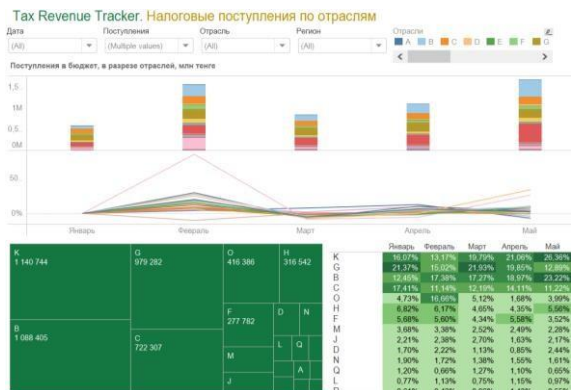 Tax Revenue Tracker. Налоговые поступления по отраслям
Дата Поступления Отрасль Регион Отрасли
(All) (Multiple values) (All) (All) A B C D E F G
Поступления в бюджет, в разрезе отраслей, млн тенге
1,5..
1M
0,5..
0M
50..
0%
Январь Февраль Март Апрель Май
K
1 140 744
G
979 282
O
416 386
H
316 542
B
1 088 405
C
722 307
F
277 782
D N
L Q
M
A
J
Январь Февраль Март Апрель Май
K 16,07% 13,17% 19,79% 21,06% 26,36%
G 21,37% 15,02% 21,93% 19,85% 12,89%
B 12,45% 17,38% 17,27% 18,97% 23,22%
C 17,41% 11,14% 12,19% 14,11% 11,22%
O 4,73% 16,66% 5,12% 1,68% 3,99%
H 6,82% 6,17% 4,65% 4,35% 5,56%
F 5,68% 5,60% 4,34% 5,58% 3,52%
M 3,68% 3,38% 2,52% 2,49% 2,28%
J 2,21% 2,38% 2,70% 1,63% 2,17%
D 1,70% 2,22% 1,13% 0,85% 2,44%
N 1,90% 1,72% 1,38% 1,55% 1,61%
Q 1,20% 0,66% 1,27% 1,10% 0,65%
L 0,77% 1,13% 0,75% 1,15% 0,97%